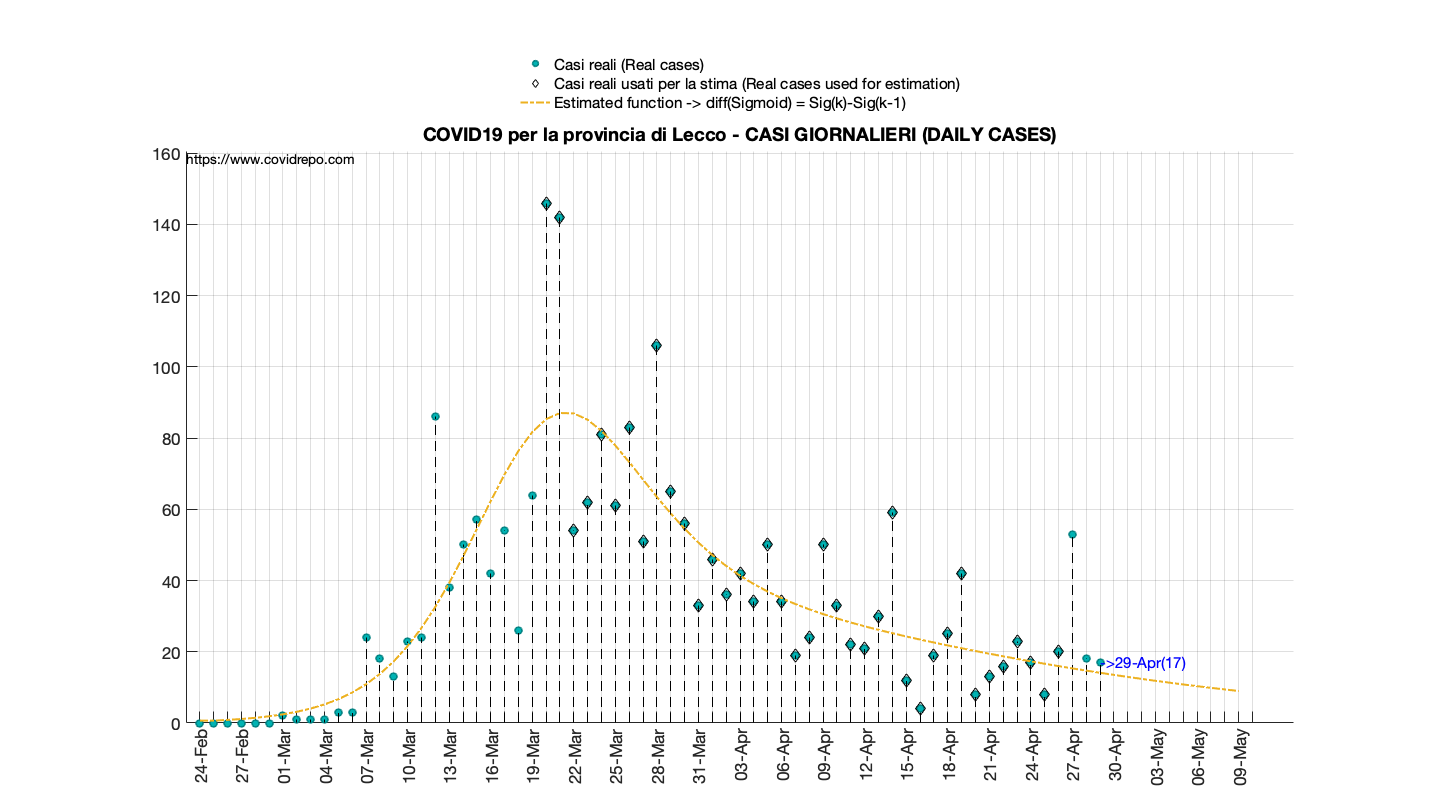 Casi reali (Real cases)
Casi reali usati per la stima (Real cases used for estimation)
Estimated function -> diff(Sigmoid) = Sig(k)-Sig(k-1)
COVID19 per la provincia di Lecco - CASI GIORNALIERI (DAILY CASES)
https://www.covidrepo.com
160
140
120
100
80
60
40
20
0
>29-Apr(17)
24-Feb
27-Feb
01-Mar
04-Mar
07-Mar
10-Mar
13-Mar
16-Mar
19-Mar
22-Mar
25-Mar
28-Mar
31-Mar
03-Apr
06-Apr
09-Apr
12-Apr
15-Apr
18-Apr
21-Apr
24-Apr
27-Apr
30-Apr
03-May
06-May
09-May